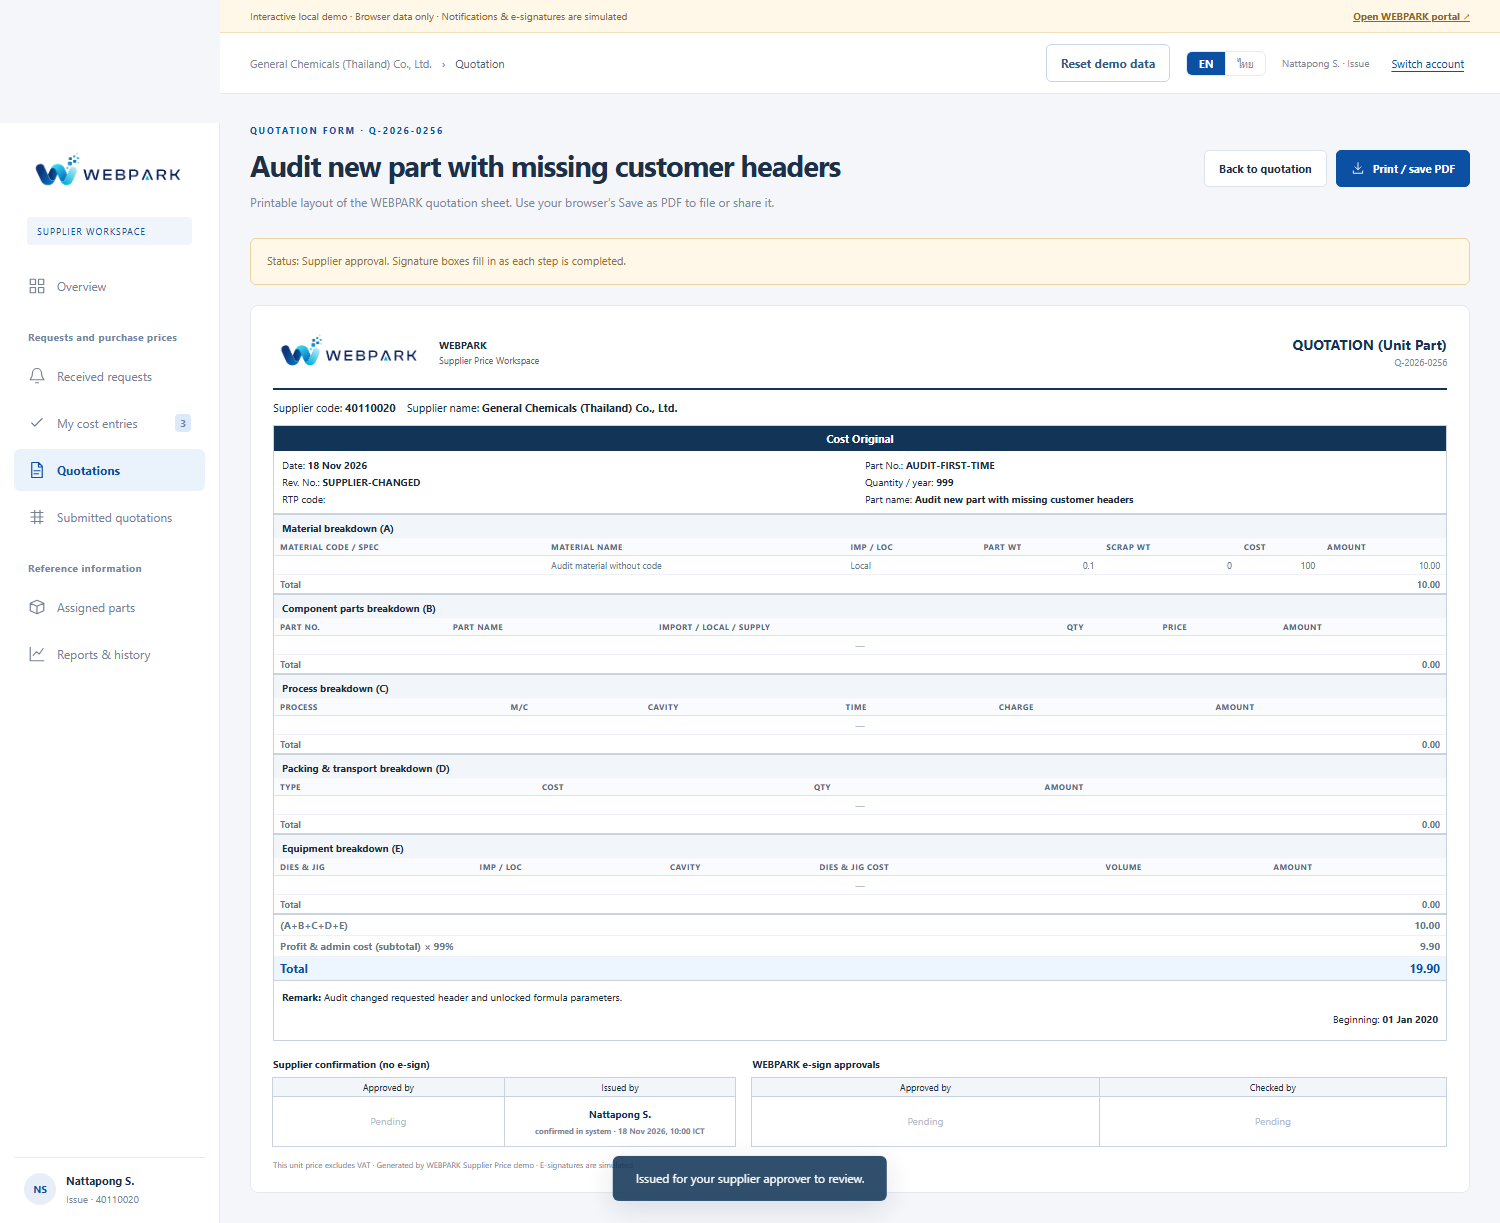 Interactive local demo · Browser data only · Notifications & e-signatures are simulated
Open WEBPARK portal ↗
General Chemicals (Thailand) Co., Ltd. › Quotation
Reset demo data
EN ไทย
Nattapong S. · Issue
Switch account
WEBPARK
SUPPLIER WORKSPACE
Overview
Requests and purchase prices
Received requests
My cost entries 3
Quotations
Submitted quotations
Reference information
Assigned parts
Reports & history
NS
Nattapong S.
Issue · 40110020
QUOTATION FORM · Q-2026-0256
Audit new part with missing customer headers
Printable layout of the WEBPARK quotation sheet. Use your browser's Save as PDF to file or share it.
Back to quotation
Print / save PDF
Status: Supplier approval. Signature boxes fill in as each step is completed.
WEBPARK
WEBPARK
Supplier Price Workspace
QUOTATION (Unit Part)
Q-2026-0256
Supplier code: 40110020 Supplier name: General Chemicals (Thailand) Co., Ltd.
Cost Original
Date: 18 Nov 2026 Part No.: AUDIT-FIRST-TIME
Rev. No.: SUPPLIER-CHANGED Quantity / year: 999
RTP code: Part name: Audit new part with missing customer headers
Material breakdown (A)
MATERIAL CODE / SPEC MATERIAL NAME IMP / LOC PART WT SCRAP WT COST AMOUNT
Audit material without code Local 0.1 0 100 10.00
Total 10.00
Component parts breakdown (B)
PART NO. PART NAME IMPORT / LOCAL / SUPPLY QTY PRICE AMOUNT
—
Total 0.00
Process breakdown (C)
PROCESS M/C CAVITY TIME CHARGE AMOUNT
—
Total 0.00
Packing & transport breakdown (D)
TYPE COST QTY AMOUNT
—
Total 0.00
Equipment breakdown (E)
DIES & JIG IMP / LOC CAVITY DIES & JIG COST VOLUME AMOUNT
—
Total 0.00
(A+B+C+D+E) 10.00
Profit & admin cost (subtotal) × 99% 9.90
Total 19.90
Remark: Audit changed requested header and unlocked formula parameters.
Beginning: 01 Jan 2020
Supplier confirmation (no e-sign) WEBPARK e-sign approvals
Approved by Issued by Approved by Checked by
Pending Nattapong S. Pending Pending
confirmed in system · 18 Nov 2026, 10:00 ICT
This unit price excludes VAT · Generated by WEBPARK Supplier Price demo · E-signatures are
Issued for your supplier approver to review.